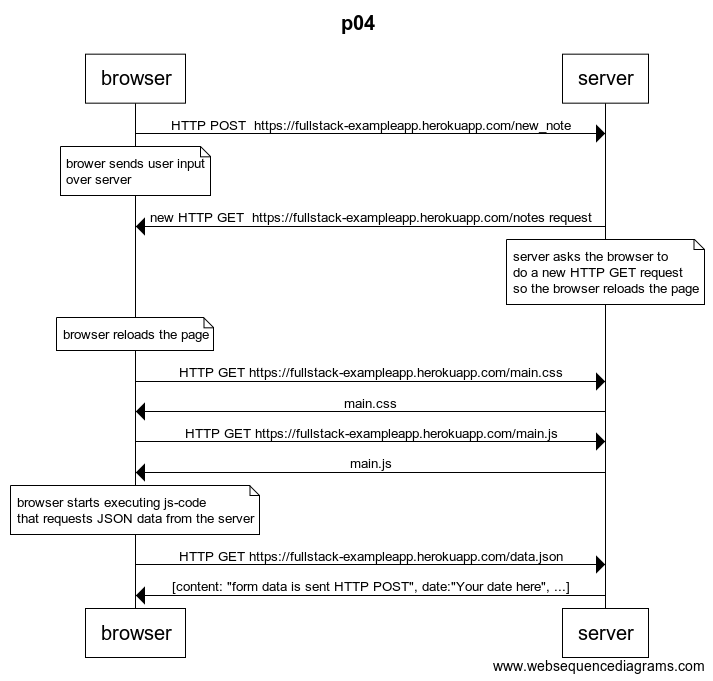 p04
browser
server
HTTP POST  https://fullstack-exampleapp.herokuapp.com/new_note
brower sends user input
over server
new HTTP GET  https://fullstack-exampleapp.herokuapp.com/notes request
server asks the browser to
do a new HTTP GET request
so the browser reloads the page
browser reloads the page
HTTP GET https://fullstack-exampleapp.herokuapp.com/main.css
main.css
HTTP GET https://fullstack-exampleapp.herokuapp.com/main.js
main.js
browser starts executing js-code
that requests JSON data from the server
HTTP GET https://fullstack-exampleapp.herokuapp.com/data.json
[content: "form data is sent HTTP POST", date:"Your date here", ...]
browser
server
www.websequencediagrams.com